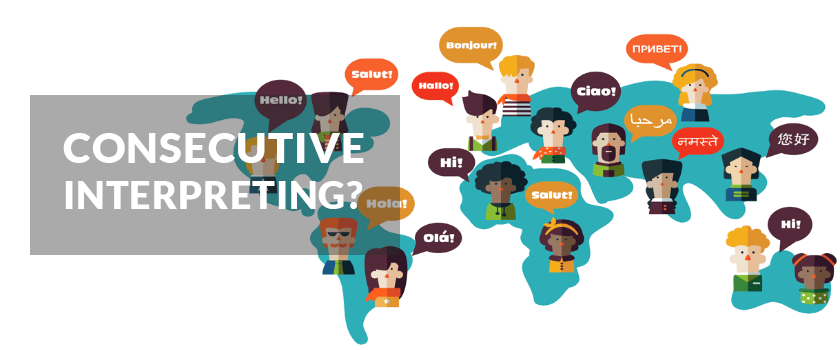 CONSECUTIVE
INTERPRETING?
Hello!
Salut!
Hola!
Olá!
Bonjour!
Hallo!
Ciao!
ПРИВЕТ!
مرحبا
नमस्ते
您好
Hi!
Salut!
Hi!